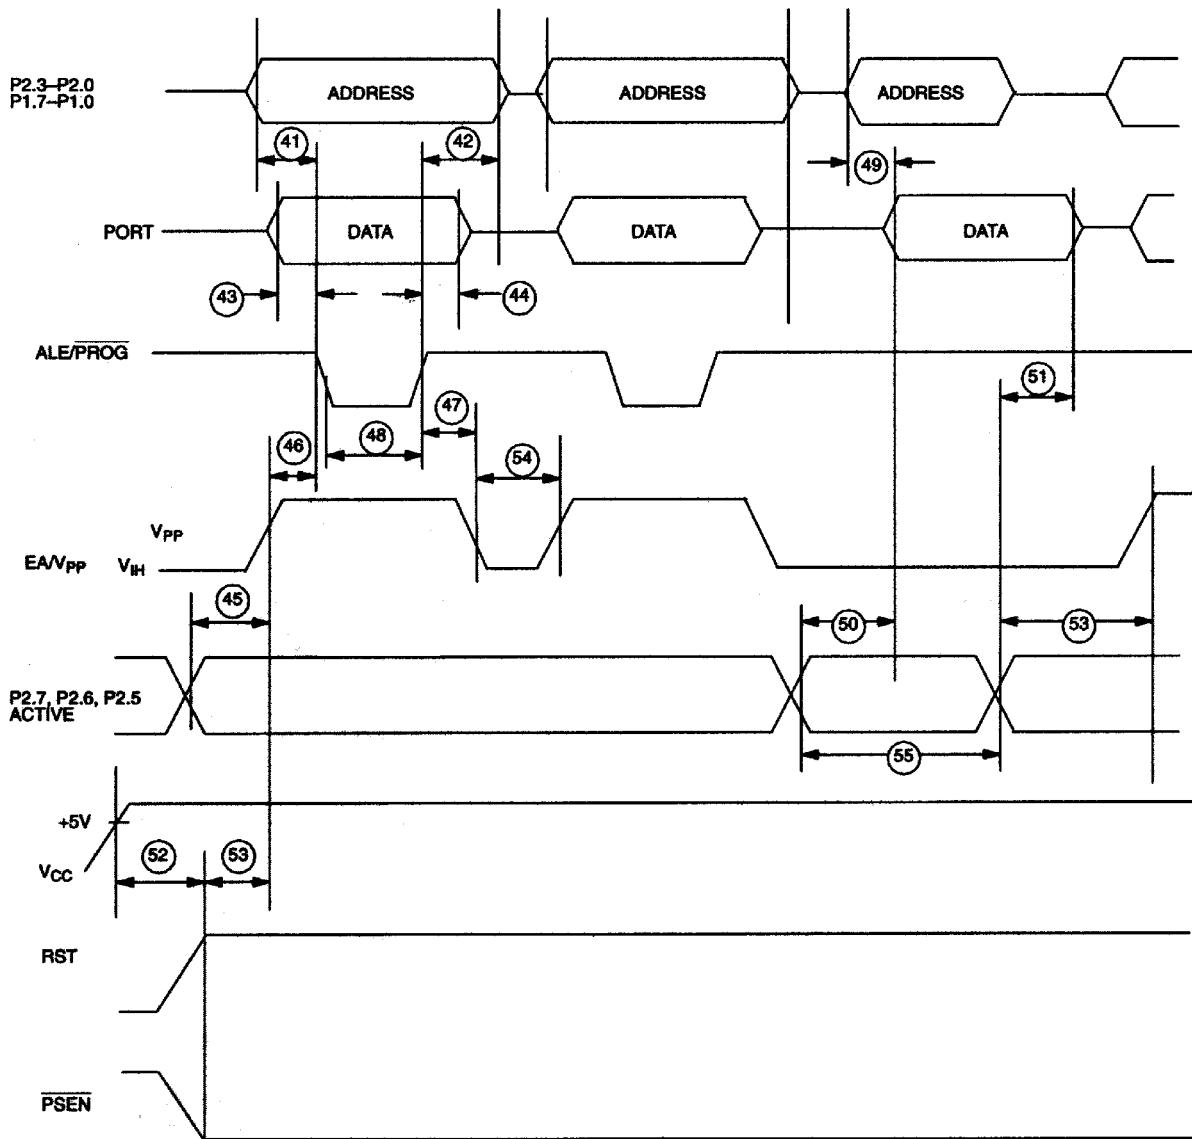 P2.3–P2.0
P1.7–P1.0
ADDRESS
ADDRESS
ADDRESS
41
42
49
PORT
DATA
DATA
DATA
43
44
ALE/PROG
51
47
46
48
54
VPP
EA/VPP
VIH
45
50
53
P2.7, P2.6, P2.5
ACTIVE
55
+5V
VCC
52
53
RST
PSEN